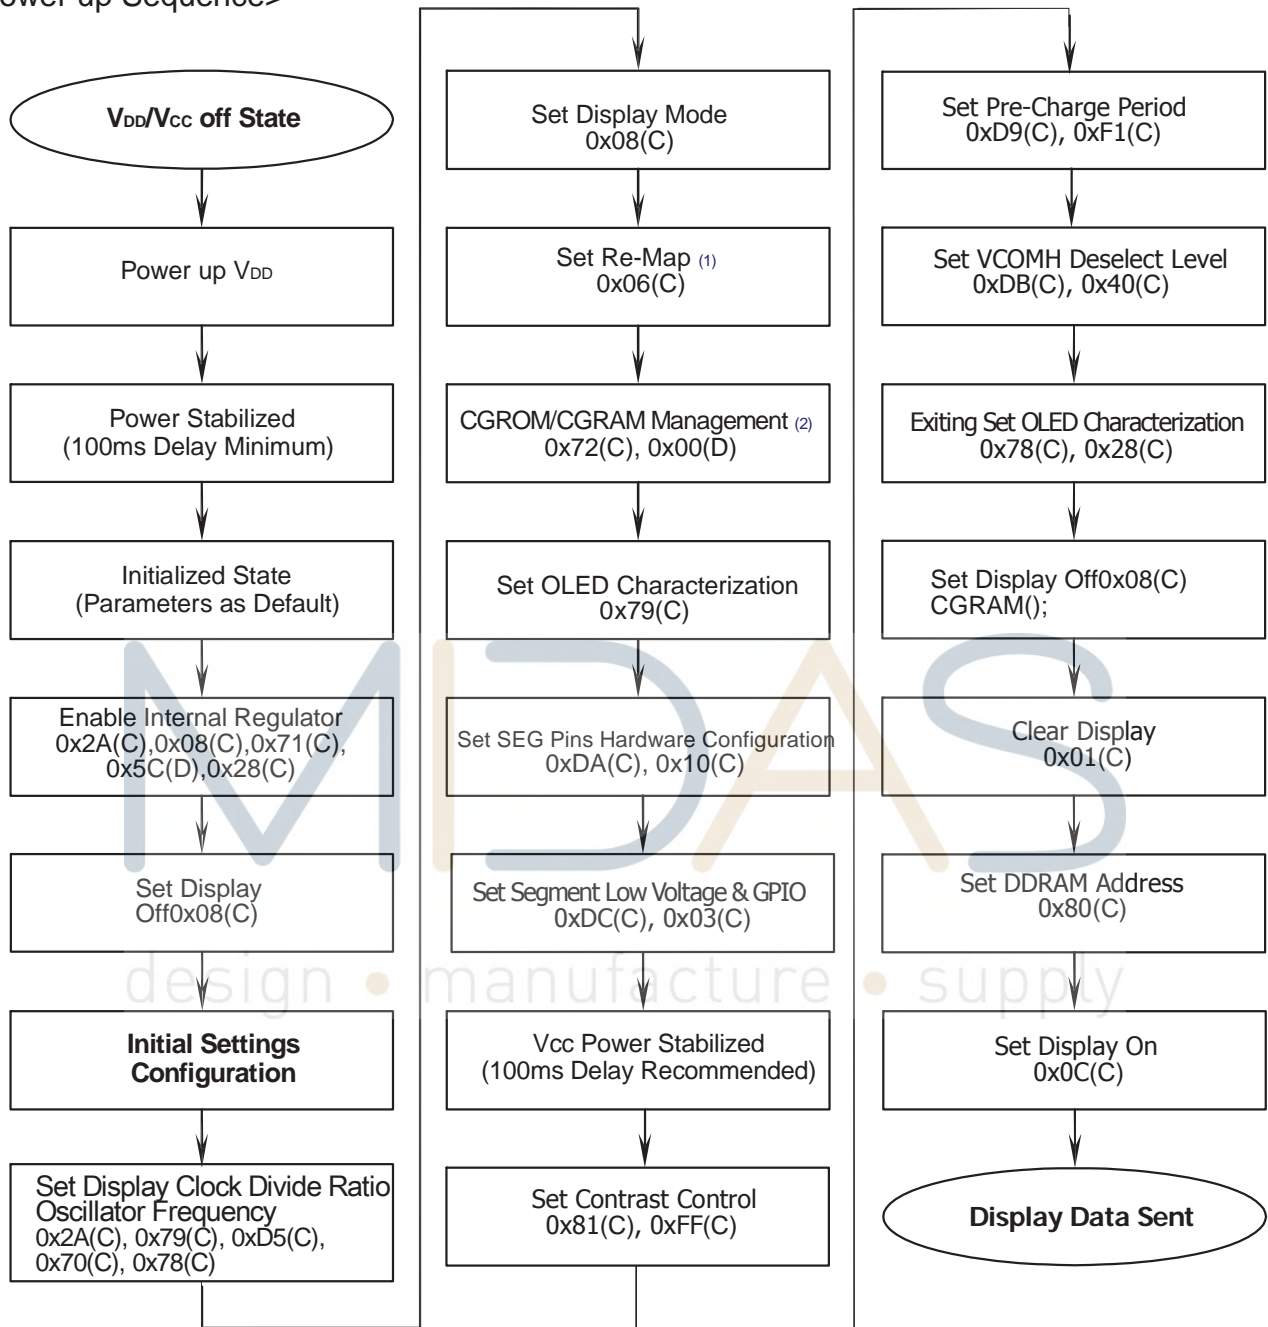 ower up Sequence>
VDD/VCC off State
Power up VDD
Power Stabilized
(100ms Delay Minimum)
Initialized State
(Parameters as Default)
Enable Internal Regulator
0x2A(C),0x08(C),0x71(C),
0x5C(D),0x28(C)
Set Display
Off0x08(C)
Initial Settings
Configuration
Set Display Clock Divide Ratio
Oscillator Frequency
0x2A(C), 0x79(C), 0xD5(C),
0x70(C), 0x78(C)
Set Display Mode
0x08(C)
Set Re-Map (1)
0x06(C)
CGROM/CGRAM Management (2)
0x72(C), 0x00(D)
Set OLED Characterization
0x79(C)
Set SEG Pins Hardware Configuration
0xDA(C), 0x10(C)
Set Segment Low Voltage & GPIO
0xDC(C), 0x03(C)
Vcc Power Stabilized
(100ms Delay Recommended)
Set Contrast Control
0x81(C), 0xFF(C)
Set Pre-Charge Period
0xD9(C), 0xF1(C)
Set VCOMH Deselect Level
0xDB(C), 0x40(C)
Exiting Set OLED Characterization
0x78(C), 0x28(C)
Set Display Off0x08(C)
CGRAM();
Clear Display
0x01(C)
Set DDRAM Address
0x80(C)
Set Display On
0x0C(C)
Display Data Sent
MIDAS
design • manufacture • supply